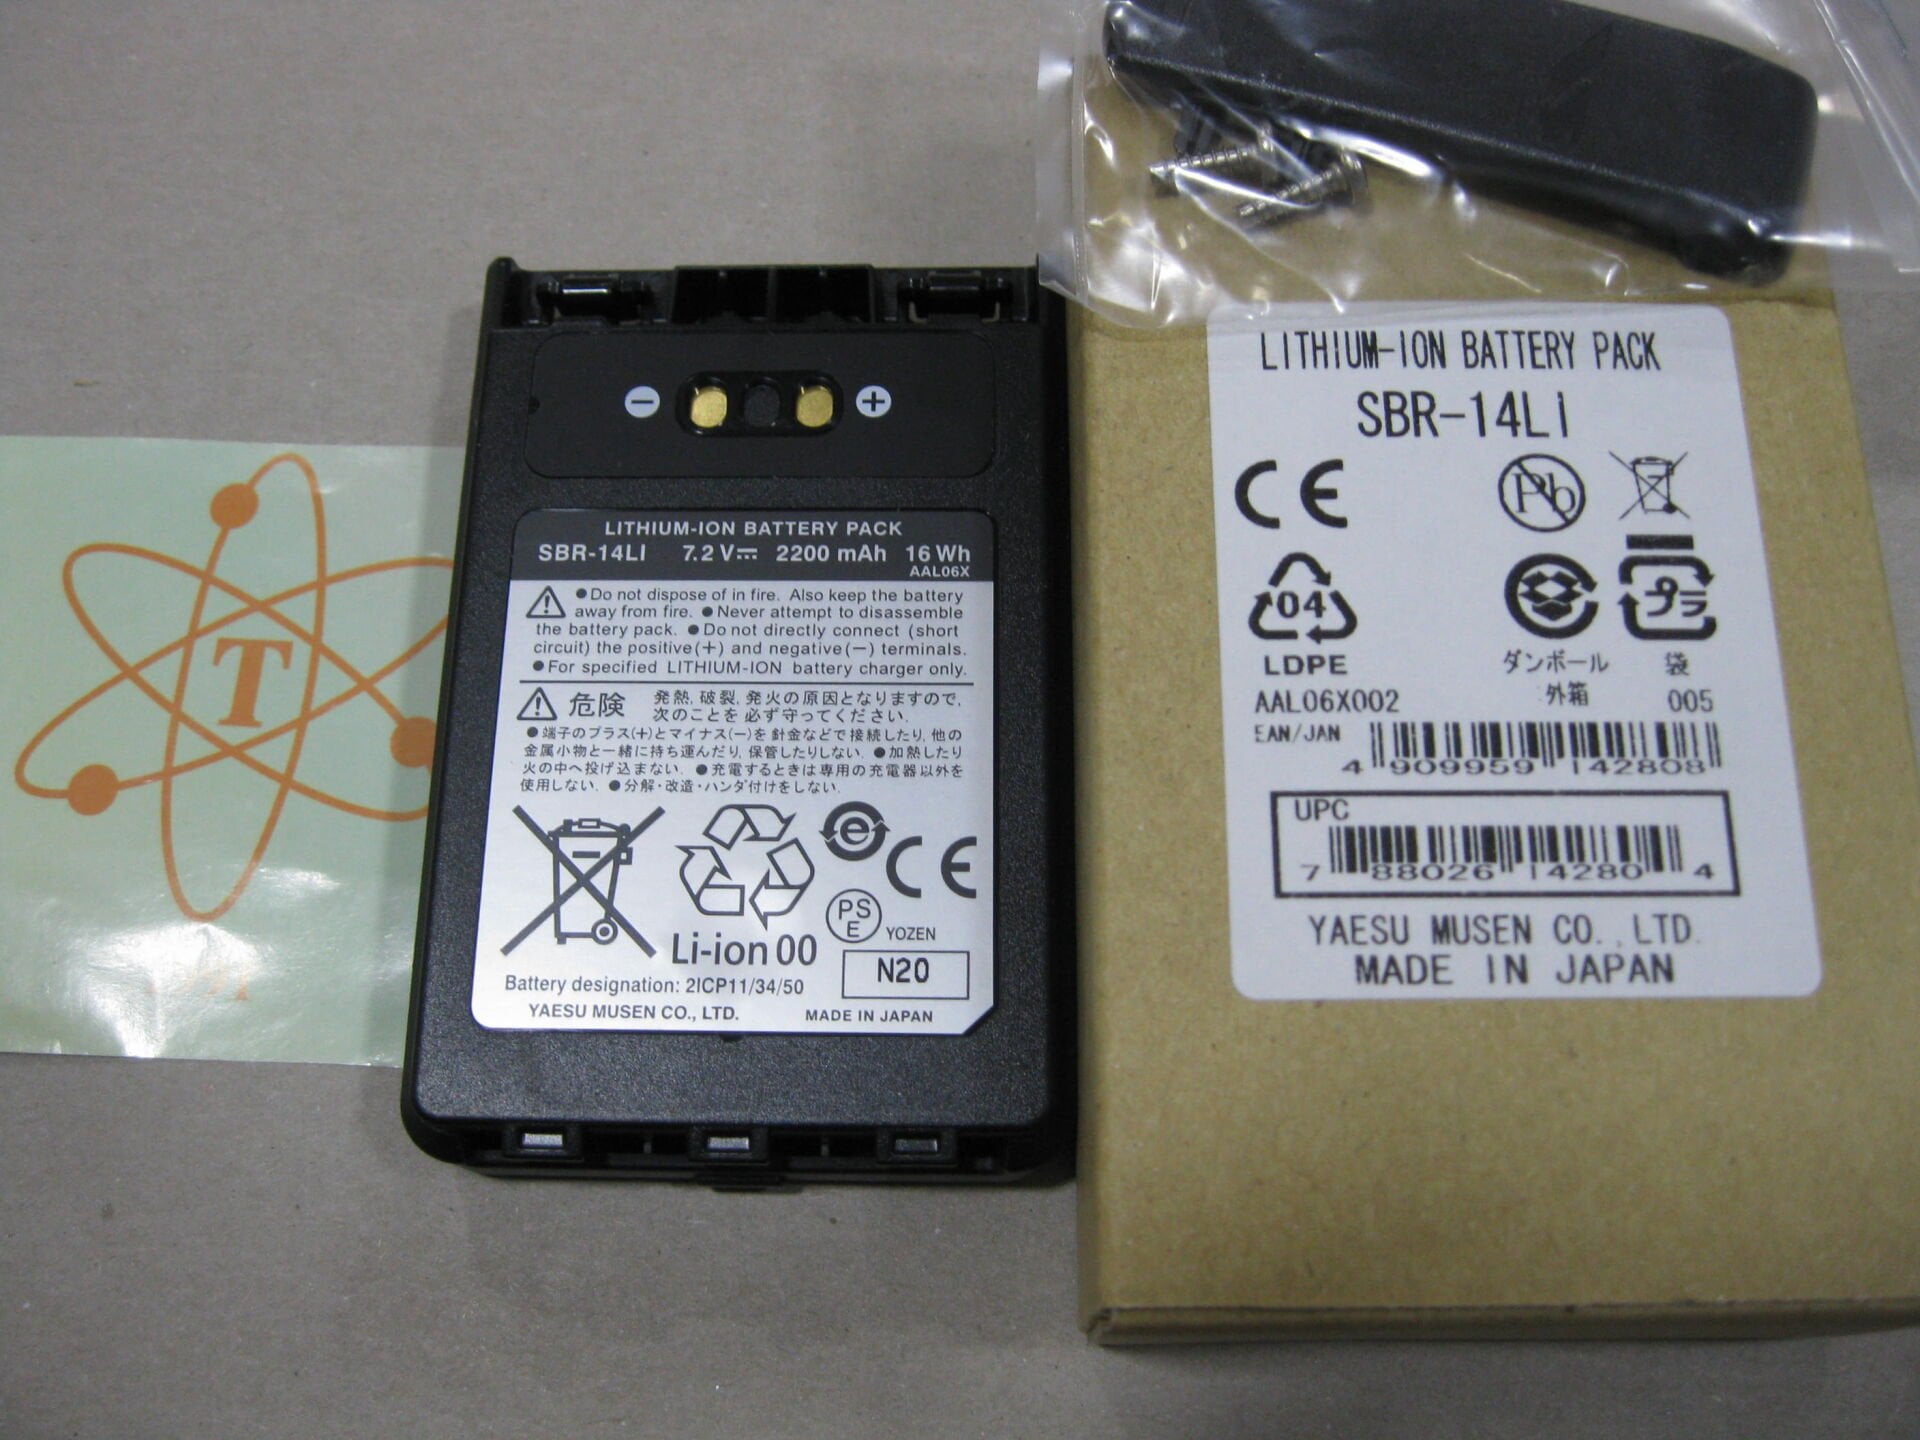 T
− +
LITHIUM-ION BATTERY PACK
SBR-14LI 7.2 V⎓ 2200 mAh 16 Wh
AAL06X
●Do not dispose of in fire. Also keep the battery
away from fire. ●Never attempt to disassemble
the battery pack. ●Do not directly connect (short
circuit) the positive(+) and negative(−) terminals.
●For specified LITHIUM-ION battery charger only.
危険 発熱, 破裂, 発火の原因となりますので,
次のことを必ず守ってください.
●端子のプラス(+)とマイナス(−)を針金などで接続したり, 他の
金属小物と一緒に持ち運んだり, 保管したりしない. ●加熱したり
火の中へ投げ込まない. ●充電するときは専用の充電器以外を
使用しない. ●分解・改造・ハンダ付けをしない.
e
CE
PS
E
YOZEN
Li-ion 00
N20
Battery designation: 2ICP11/34/50
YAESU MUSEN CO., LTD. MADE IN JAPAN
LITHIUM-ION BATTERY PACK
SBR-14Li
CE Pb
04 プラ
LDPE ダンボール 袋
AAL06X002 外箱 005
EAN/JAN
4 909959 142808
UPC
7 88026 14280 4
YAESU MUSEN CO., LTD.
MADE IN JAPAN